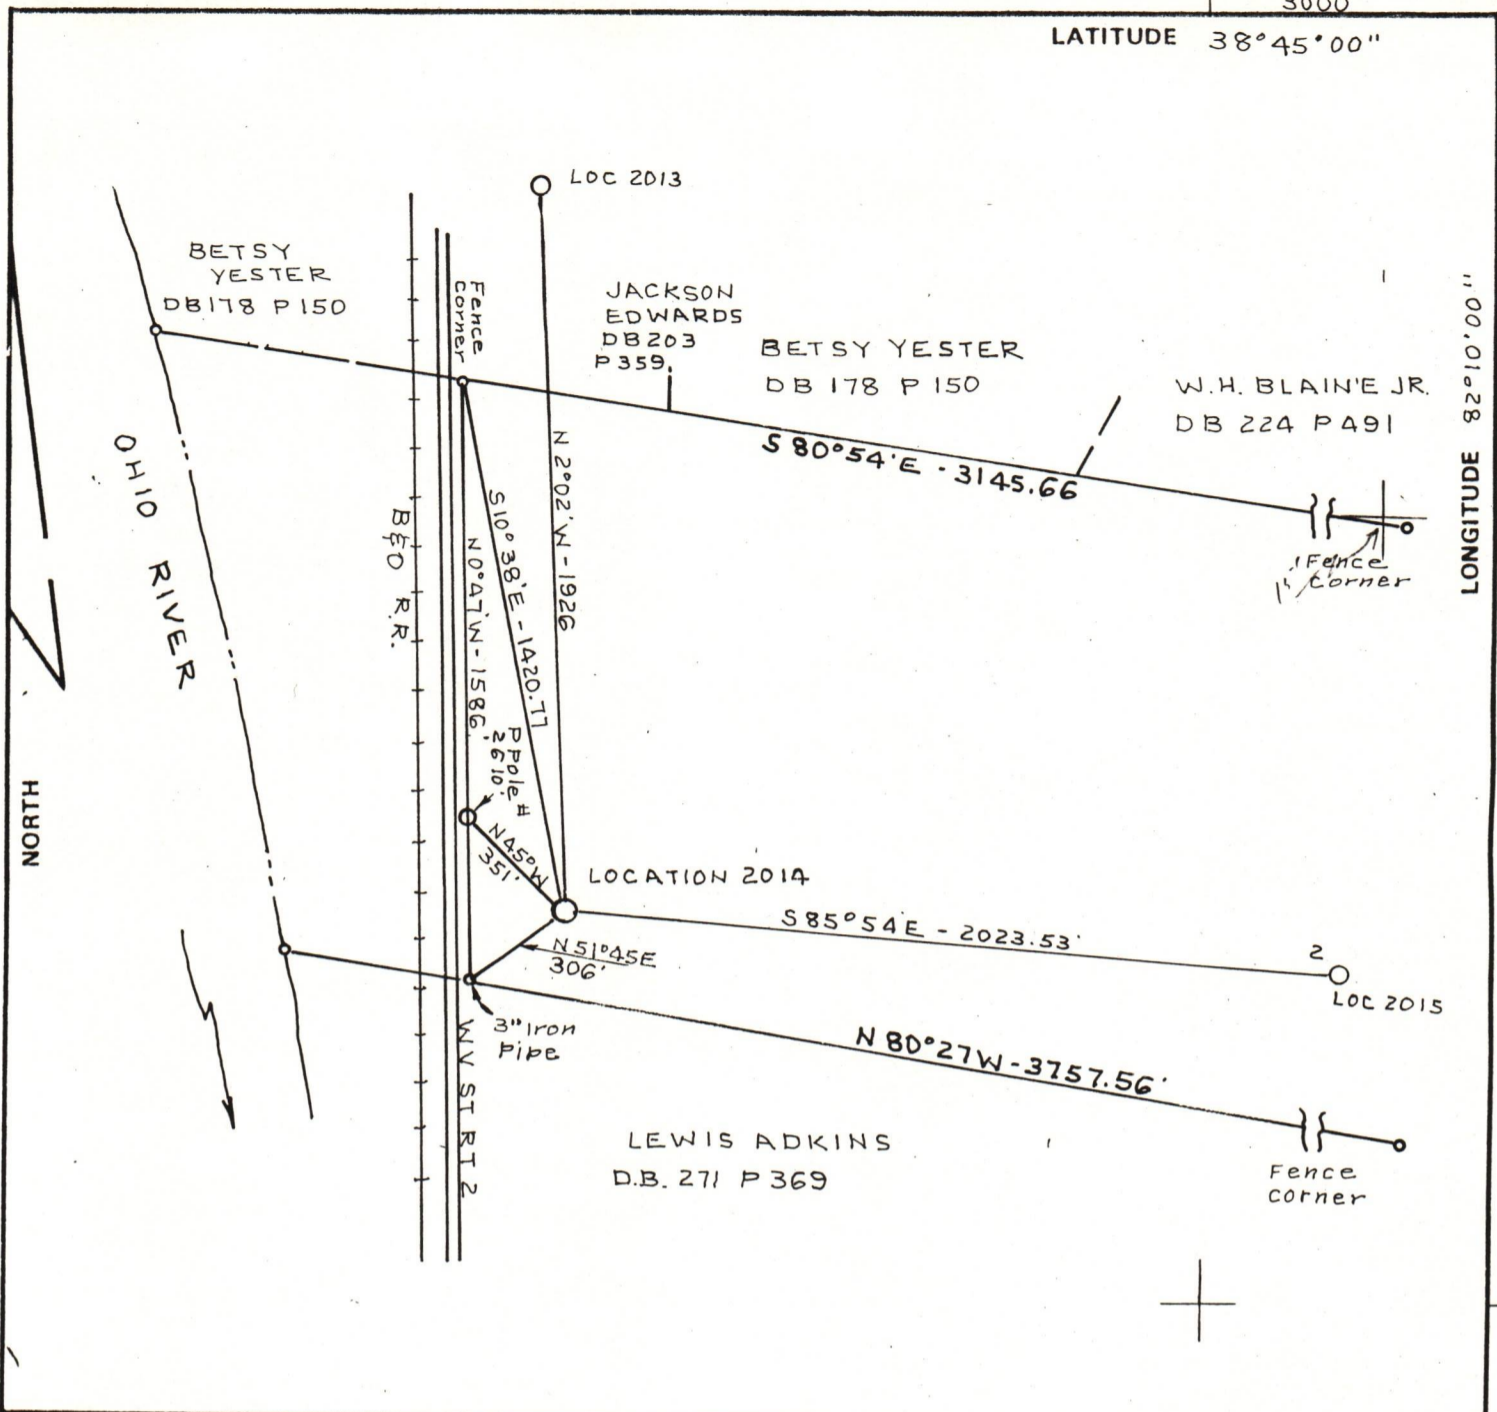 3000
LATITUDE 38°45'00"
LOC 2013
BETSY
YESTER
DB178 P 150
Fence
corner
JACKSON
EDWARDS
DB203
P359.
BETSY YESTER
DB 178 P 150
W.H. BLAINE JR.
DB 224 P 491
LONGITUDE 82°10'00"
S 80°54'E - 3145.66
Fence
Corner
OHIO RIVER
B&O R.R.
N 0°47'W - 1586'
S10°38'E - 1420.77
N 2°02'W - 1926
P Pole #
2610'
N45°W
351'
NORTH
LOCATION 2014
S85°54'E - 2023.53'
2
LOC 2015
N51°45E
306'
3" Iron
Pipe
WV ST RT 2
N 80°27W - 3757.56'
LEWIS ADKINS
D.B. 271 P 369
Fence
corner